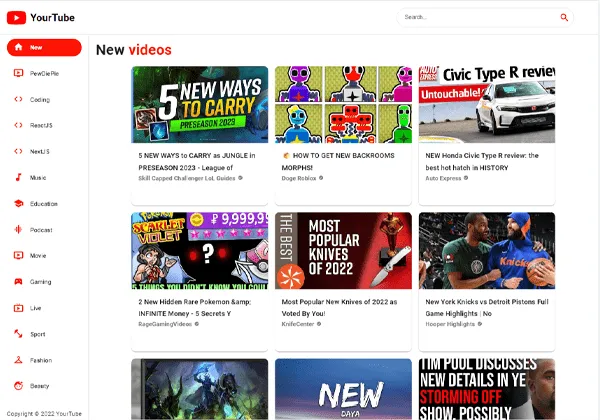 YourTube
Search...
New
PewDiePie
Coding
ReactJS
NextJS
Music
Education
Podcast
Movie
Gaming
Live
Sport
Fashion
Beauty
Copyright © 2022 YourTube
New videos
5 NEW WAYS
TO CARRY
PRESEASON 2023
5 NEW WAYS to CARRY as JUNGLE in
PRESEASON 2023 - League of
Skill Capped Challenger LoL Guides
HOW TO GET NEW BACKROOMS
MORPHS!
Doge Roblox
AUTO
EXPRESS
Civic Type R review
Untouchable!
NEW Honda Civic Type R review: the
best hot hatch in HISTORY
Auto Express
Pokémon
SCARLET
VIOLET
₽ 9,999,9
?
5 THINGS YOU DIDN'T KNOW YOU COUL
2 New Hidden Rare Pokemon &amp;
INFINITE Money - 5 Secrets Y
RageGamingVideos
THE BEST
MOST
POPULAR
KNIVES
OF 2022
Most Popular New Knives of 2022 as
Voted By You!
KnifeCenter
Knicks
New York Knicks vs Detroit Pistons Full
Game Highlights | No
Hooper Highlights
NEW
DAYA
TIM POOL DISCUSSES
NEW DETAILS IN YE
STORMING OFF
SHOW, POSSIBLY